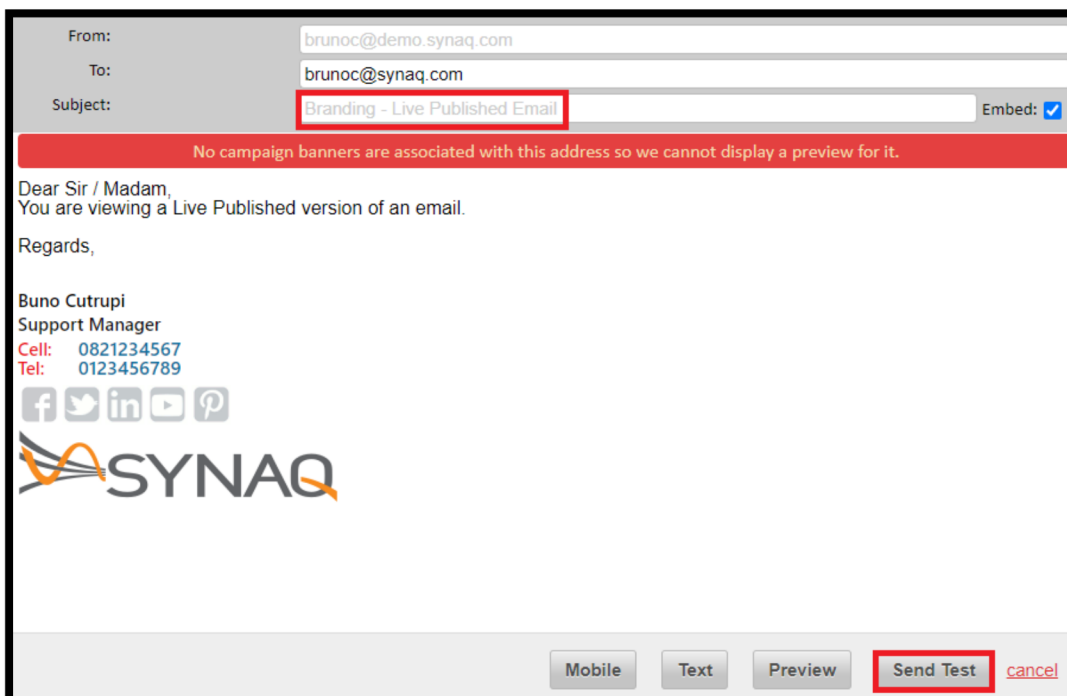 From: brunoc@demo.synaq.com
To: brunoc@synaq.com
Subject: Branding - Live Published Email Embed:
No campaign banners are associated with this address so we cannot display a preview for it.
Dear Sir / Madam,
You are viewing a Live Published version of an email.
Regards,
Buno Cutrupi
Support Manager
Cell: 0821234567
Tel: 0123456789
SYNAQ
Mobile Text Preview Send Test cancel